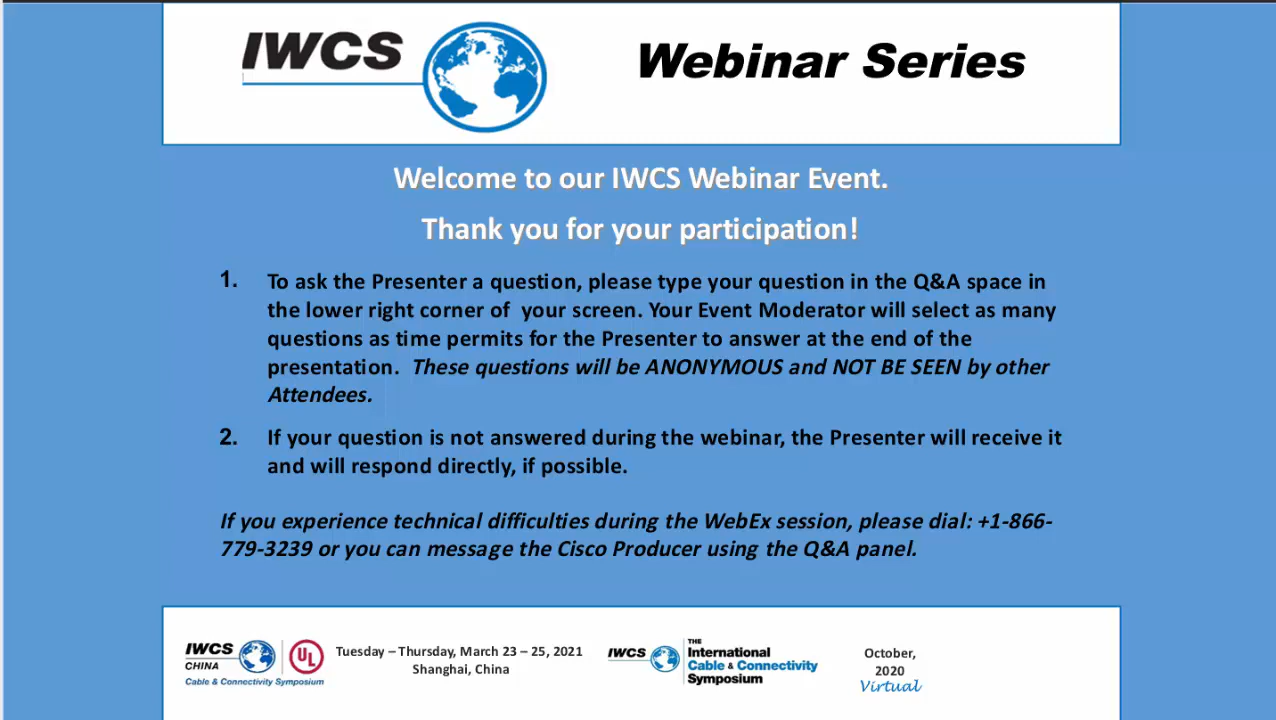 IWCS
Webinar Series
Welcome to our IWCS Webinar Event.
Thank you for your participation!
1. To ask the Presenter a question, please type your question in the Q&A space in
the lower right corner of  your screen. Your Event Moderator will select as many
questions as time permits for the Presenter to answer at the end of the
presentation.  These questions will be ANONYMOUS and NOT BE SEEN by other
Attendees.
2. If your question is not answered during the webinar, the Presenter will receive it
and will respond directly, if possible.
If you experience technical difficulties during the WebEx session, please dial: +1-866-
779-3239 or you can message the Cisco Producer using the Q&A panel.
IWCS
CHINA
UL
Cable & Connectivity Symposium
Tuesday – Thursday, March 23 – 25, 2021
Shanghai, China
IWCS
THE
International
Cable & Connectivity
Symposium
October,
2020
Virtual